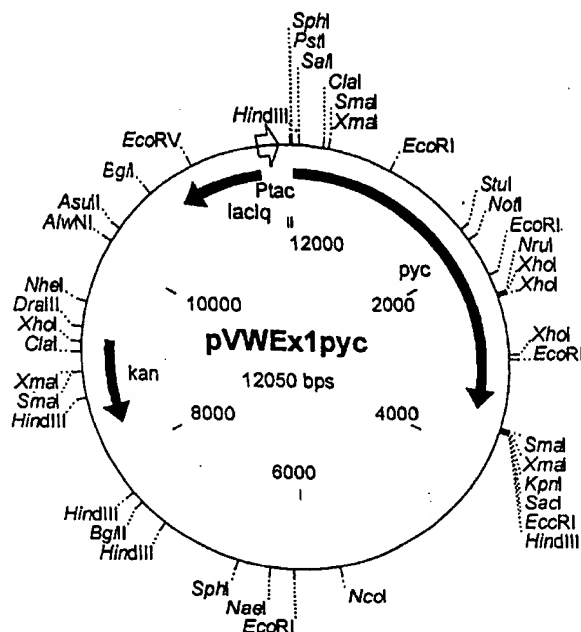 SphI
PstI
SalI
ClaI
SmaI
XmaI
HindIII
EcoRV
EcoRI
BglI
Ptac
lacIq
StuI
NotI
AsuII
AlwNI
12000
EcoRI
NruI
XhoI
XhoI
pyc
NheI
DraIII
XhoI
ClaI
10000
2000
pVWEx1pyc
XhoI
EcoRI
kan
12050 bps
XmaI
SmaI
HindIII
8000
4000
SmaI
XmaI
KpnI
SacI
EcoRI
HindIII
6000
HindIII
BglII
HindIII
SphI
NaeI
EcoRI
NcoI